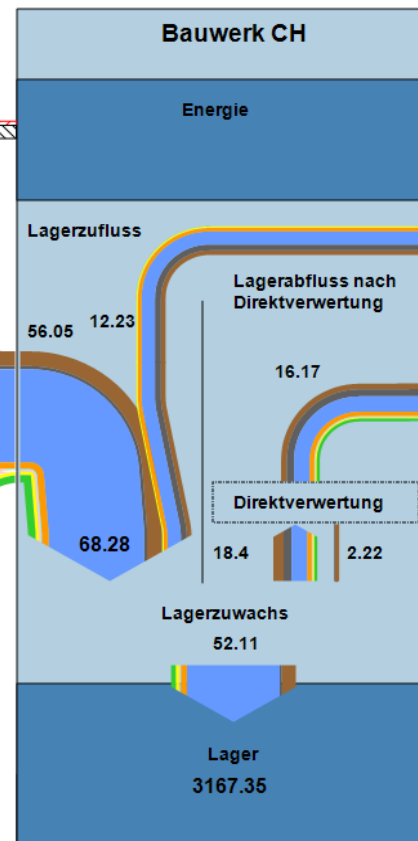 Bauwerk CH
Energie
Lagerzufluss
Lagerabfluss nach
Direktverwertung
56.05
12.23
16.17
Direktverwertung
68.28
18.4
2.22
Lagerzuwachs
52.11
Lager
3167.35